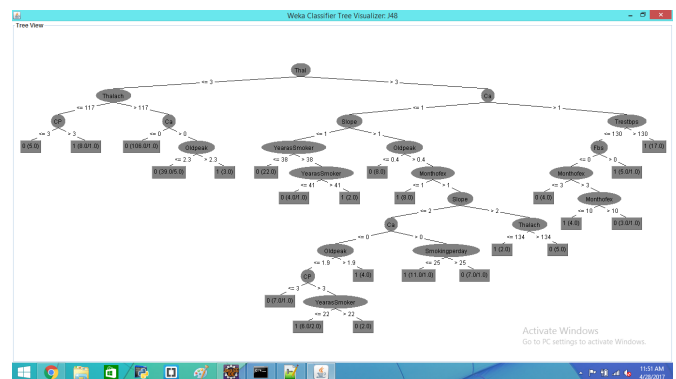 Weka Classifier Tree Visualizer: J48
Tree View
Thal
<= 3 > 3
Thalach Ca
<= 117 > 117 <= 1 > 1
CP Ca Slope Trestbps
<= 3 > 3 <= 0 > 0 <= 1 > 1 <= 130 > 130
0 (5.0) 1 (8.0/1.0) 0 (106.0/1.0) Oldpeak YearasSmoker Oldpeak Fbs 1 (17.0)
<= 2.3 > 2.3 <= 38 > 38 <= 0.4 > 0.4 <= 0 > 0
0 (39.0/5.0) 1 (3.0) 0 (22.0) YearasSmoker 0 (8.0) Monthofex Monthofex 1 (5.0/1.0)
<= 41 > 41 <= 1 > 1 <= 3 > 3
0 (4.0/1.0) 1 (2.0) 1 (8.0) Slope 0 (4.0) Monthofex
<= 2 > 2 <= 10 > 10
Ca Thalach 1 (4.0) 0 (3.0/1.0)
<= 0 > 0 <= 134 > 134
Oldpeak Smokingperday 1 (2.0) 0 (5.0)
<= 1.9 > 1.9 <= 25 > 25
CP 1 (4.0) 1 (11.0/1.0) 0 (7.0/1.0)
<= 3 > 3
0 (7.0/1.0) YearasSmoker
<= 22 > 22
1 (6.0/2.0) 0 (2.0)
Activate Windows
Go to PC settings to activate Windows.
11:51 AM
4/28/2017